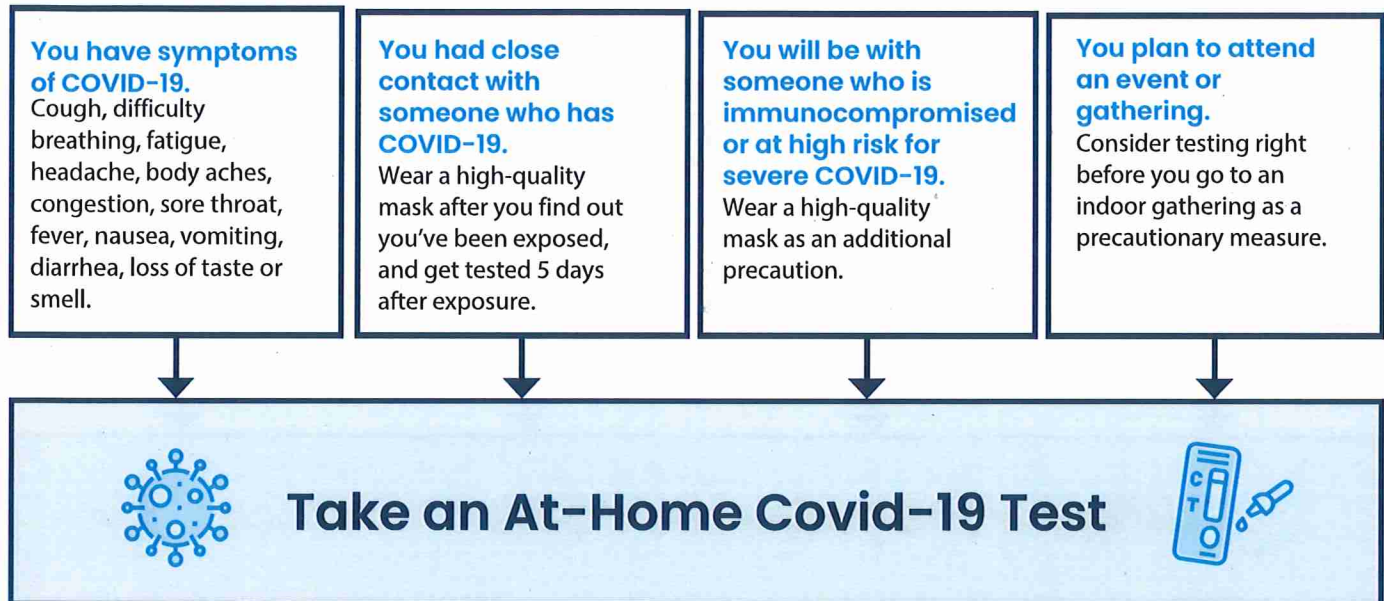 You have symptoms
of COVID-19.
Cough, difficulty
breathing, fatigue,
headache, body aches,
congestion, sore throat,
fever, nausea, vomiting,
diarrhea, loss of taste or
smell.
You had close
contact with
someone who has
COVID-19.
Wear a high-quality
mask after you find out
you've been exposed,
and get tested 5 days
after exposure.
You will be with
someone who is
immunocompromised
or at high risk for
severe COVID-19.
Wear a high-quality
mask as an additional
precaution.
You plan to attend
an event or
gathering.
Consider testing right
before you go to an
indoor gathering as a
precautionary measure.
Take an At-Home Covid-19 Test
C
T